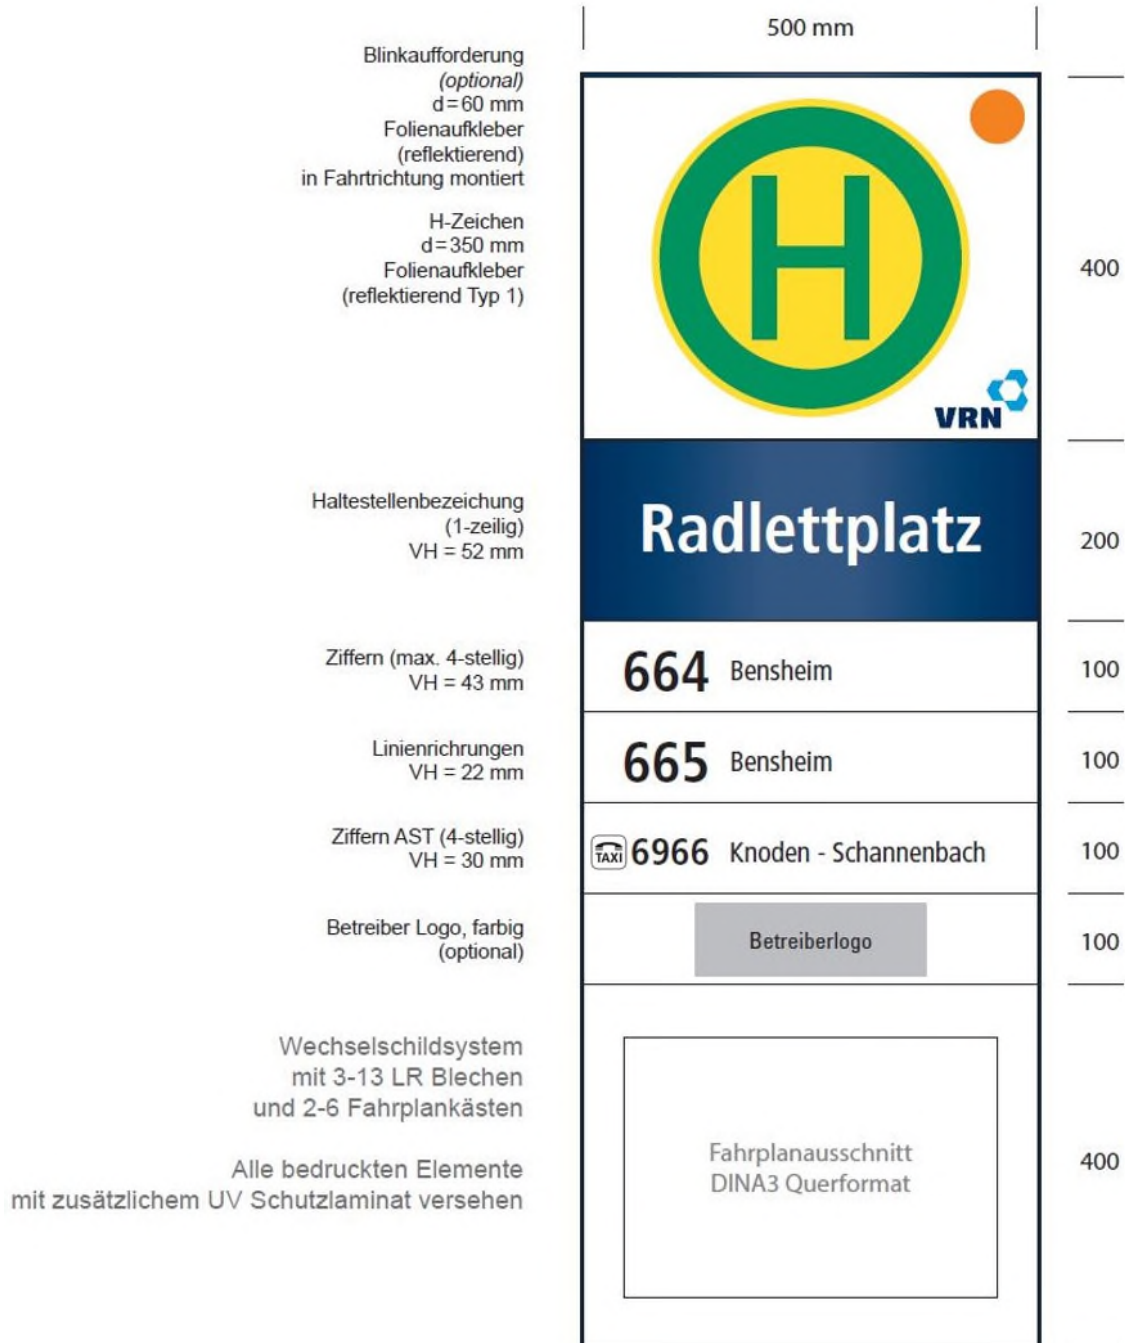 500 mm
Blinkaufforderung
(optional)
d=60 mm
Folienaufkleber
(reflektierend)
in Fahrtrichtung montiert
H-Zeichen
d=350 mm
Folienaufkleber
(reflektierend Typ 1)
H
VRN
400
Haltestellenbezeichung
(1-zeilig)
VH = 52 mm
Radlettplatz
200
Ziffern (max. 4-stellig)
VH = 43 mm
664 Bensheim
100
Linienrichrungen
VH = 22 mm
665 Bensheim
100
Ziffern AST (4-stellig)
VH = 30 mm
TAXI 6966 Knoden - Schannenbach
100
Betreiber Logo, farbig
(optional)
Betreiberlogo
100
Wechselschildsystem
mit 3-13 LR Blechen
und 2-6 Fahrplankästen
Alle bedruckten Elemente
mit zusätzlichem UV Schutzlaminat versehen
Fahrplanausschnitt
DINA3 Querformat
400